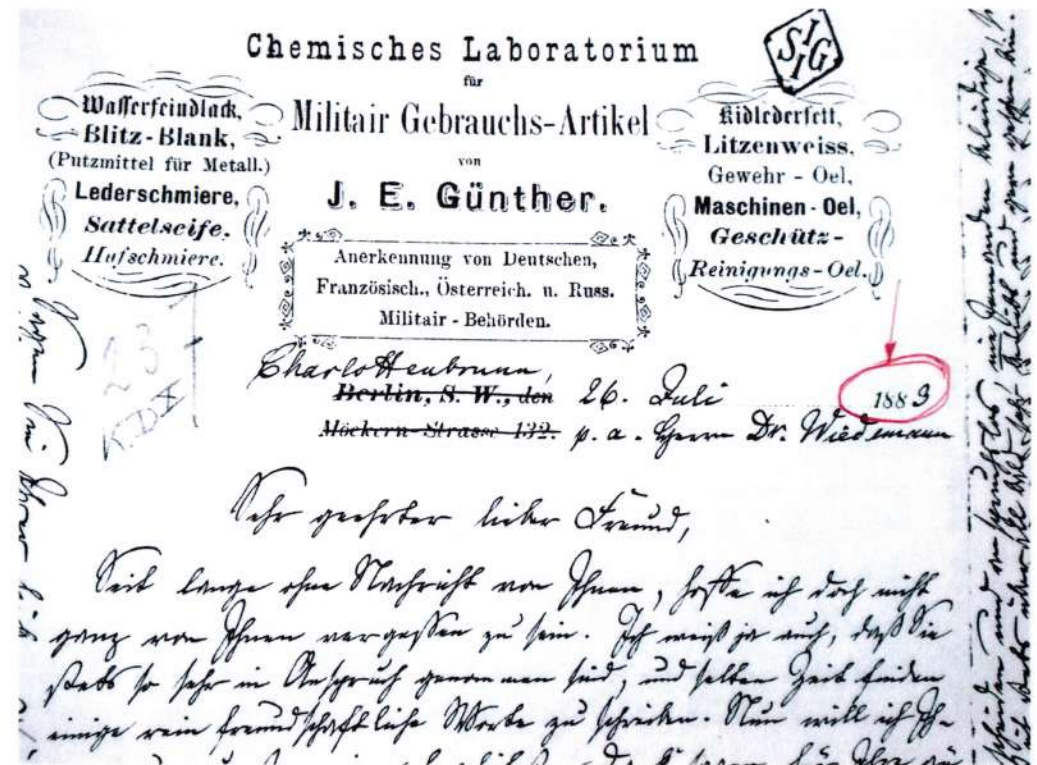 Chemisches Laboratorium
für
Militair Gebrauchs-Artikel
von
J. E. Günther.
SIIG
Wasserfeindlack,
Blitz-Blank,
(Putzmittel für Metall.)
Lederschmiere,
Sattelseife.
Hufschmiere.
Kidlederfett,
Litzenweiss,
Gewehr - Oel,
Maschinen - Oel,
Geschütz -
Reinigungs - Oel.
Anerkennung von Deutschen,
Französisch., Österreich. u. Russ.
Militair - Behörden.
23
K.D.X
Charlottenbrunn,
Berlin, S. W., den 26. Juli 1883
Möckern-Strasse 132. p. a. Herrn Dr. Wiedemann
Sehr geehrter lieber Freund,
Seit lange ohne Nachricht von Ihnen, hoffe ich doch nicht
ganz von Ihnen vergessen zu sein. Ich weiß ja auch, daß Sie
stets so sehr in Anspruch genommen sind, und selten Zeit finden
einige rein freundschaftliche Worte zu schreiben. Nun will ich Ih-